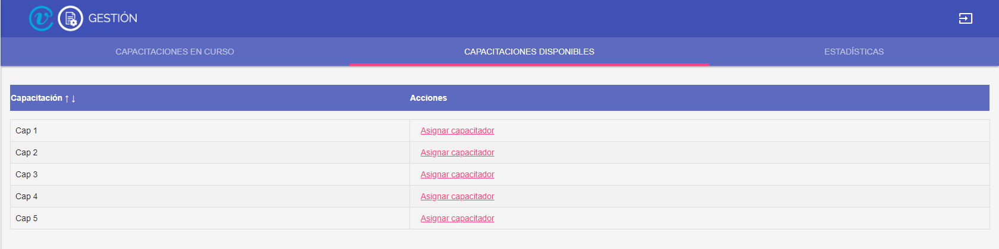 GESTIÓN
CAPACITACIONES EN CURSO CAPACITACIONES DISPONIBLES ESTADÍSTICAS
Capacitación ↑ ↓ Acciones
Cap 1 Asignar capacitador
Cap 2 Asignar capacitador
Cap 3 Asignar capacitador
Cap 4 Asignar capacitador
Cap 5 Asignar capacitador